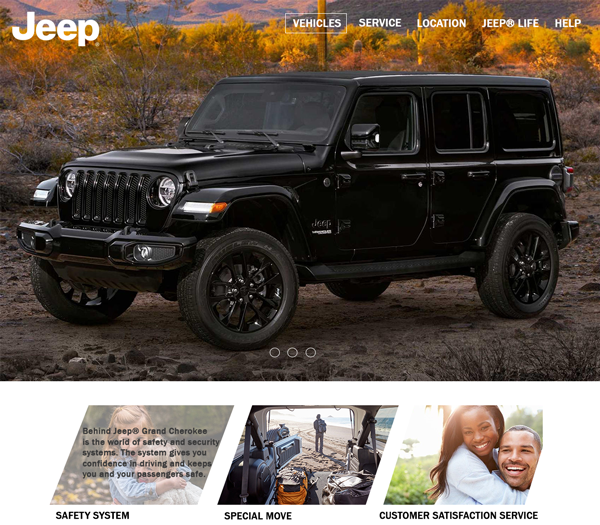 Jeep
VEHICLES SERVICE LOCATION JEEP® LIFE HELP
Jeep
Behind Jeep® Grand Cherokee
is the world of safety and security
systems. The system gives you
confidence in driving and keeps
you and your passengers safe.
SAFETY SYSTEM SPECIAL MOVE CUSTOMER SATISFACTION SERVICE